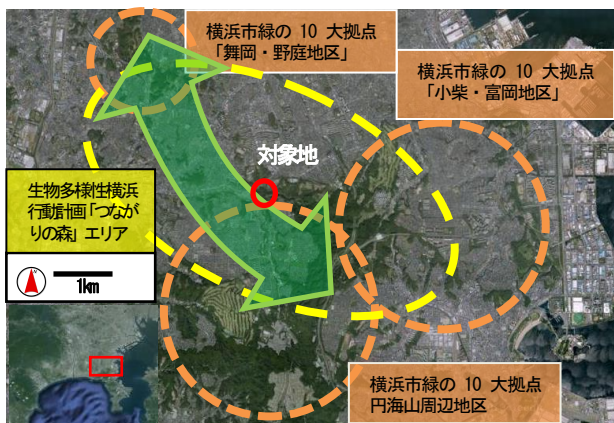 横浜市緑の 10 大拠点
「舞岡・野庭地区」
横浜市緑の 10 大拠点
「小柴・富岡地区」
対象地
生物多様性横浜
行動計画「つなが
りの森」エリア
N
1km
横浜市緑の 10 大拠点
円海山周辺地区